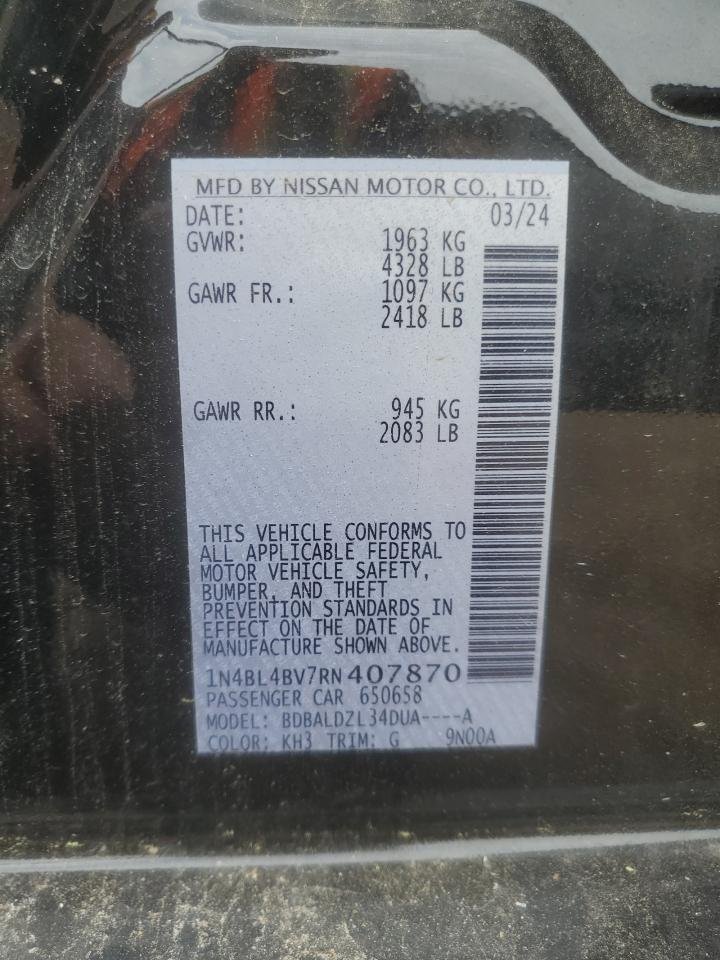 MFD BY NISSAN MOTOR CO., LTD.
DATE: 03/24
GVWR: 1963 KG
4328 LB
GAWR FR.: 1097 KG
2418 LB
GAWR RR.: 945 KG
2083 LB
THIS VEHICLE CONFORMS TO
ALL APPLICABLE FEDERAL
MOTOR VEHICLE SAFETY,
BUMPER, AND THEFT
PREVENTION STANDARDS IN
EFFECT ON THE DATE OF
MANUFACTURE SHOWN ABOVE.
1N4BL4BV7RN407870
PASSENGER CAR 650658
MODEL: BDBALDZL34DUA----A
COLOR: KH3 TRIM: G 9N00A